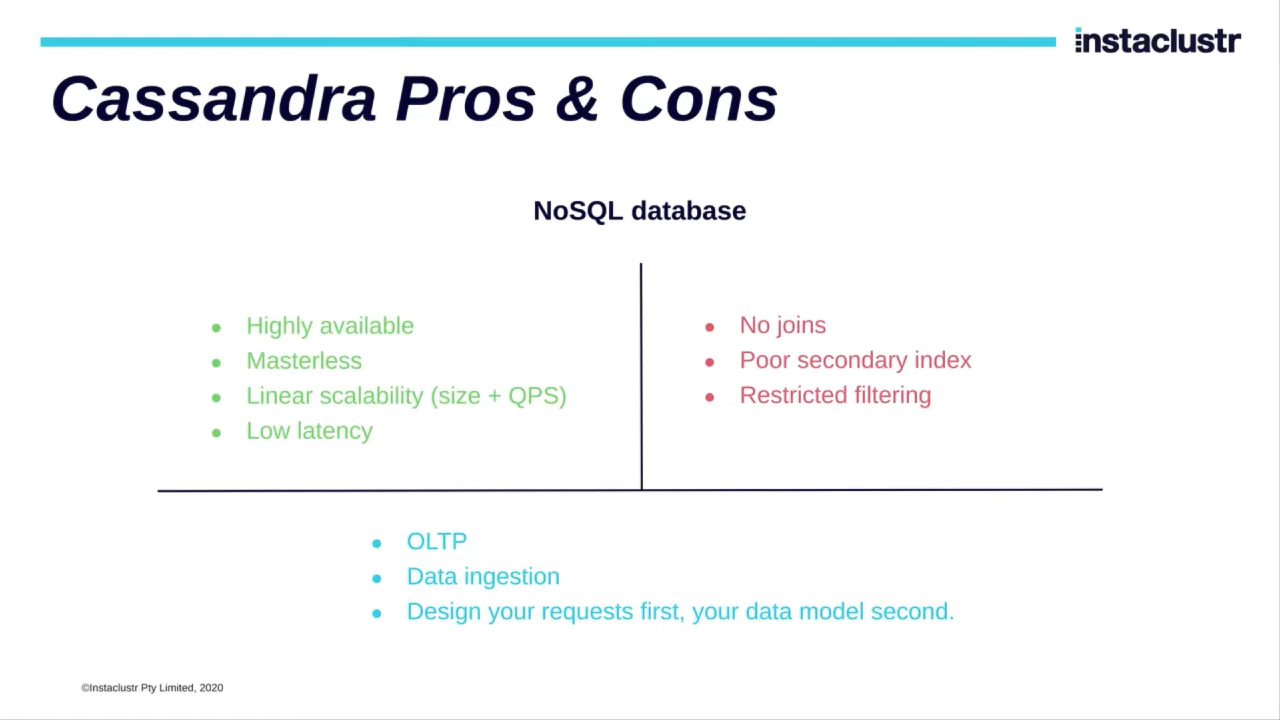 instaclustr
Cassandra Pros & Cons
NoSQL database
● Highly available
● Masterless
● Linear scalability (size + QPS)
● Low latency
● No joins
● Poor secondary index
● Restricted filtering
● OLTP
● Data ingestion
● Design your requests first, your data model second.
©Instaclustr Pty Limited, 2020